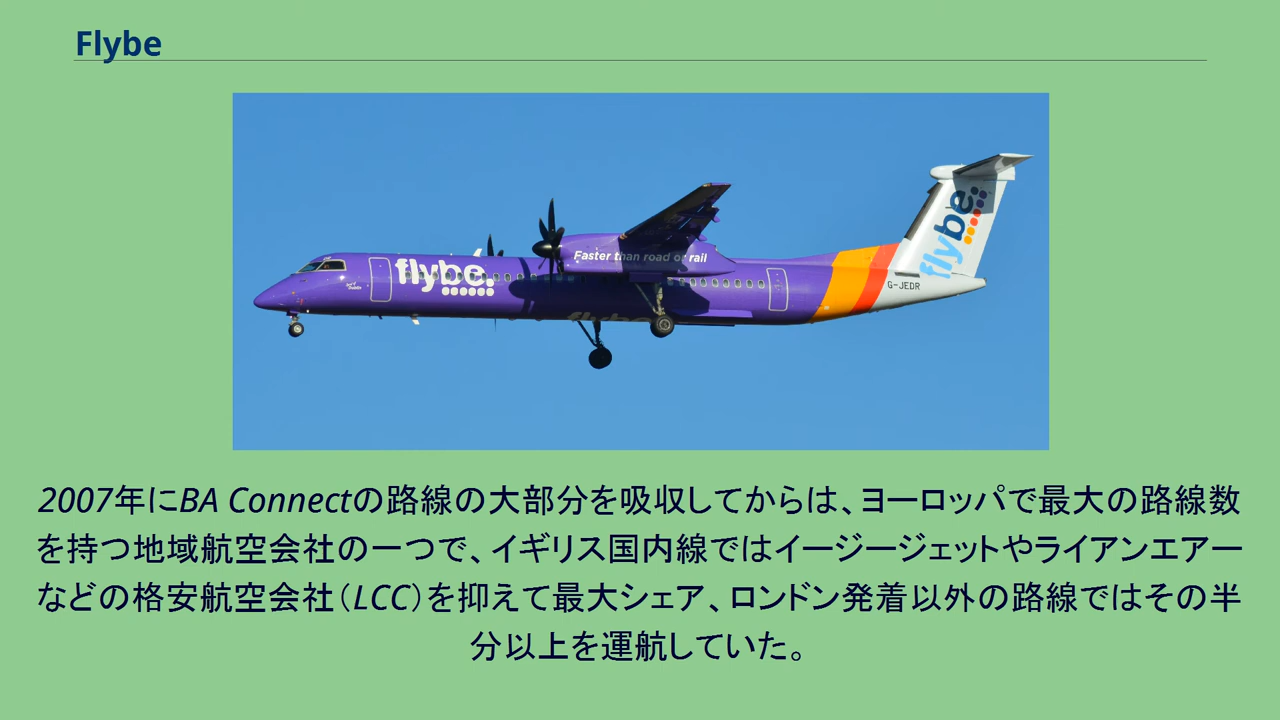 Flybe
flybe.
Faster than road or rail
flybe
G-JEDR
2007年にBA Connectの路線の大部分を吸収してからは、ヨーロッパで最大の路線数
を持つ地域航空会社の一つで、イギリス国内線ではイージージェットやライアンエアー
などの格安航空会社（LCC）を抑えて最大シェア、ロンドン発着以外の路線ではその半
分以上を運航していた。